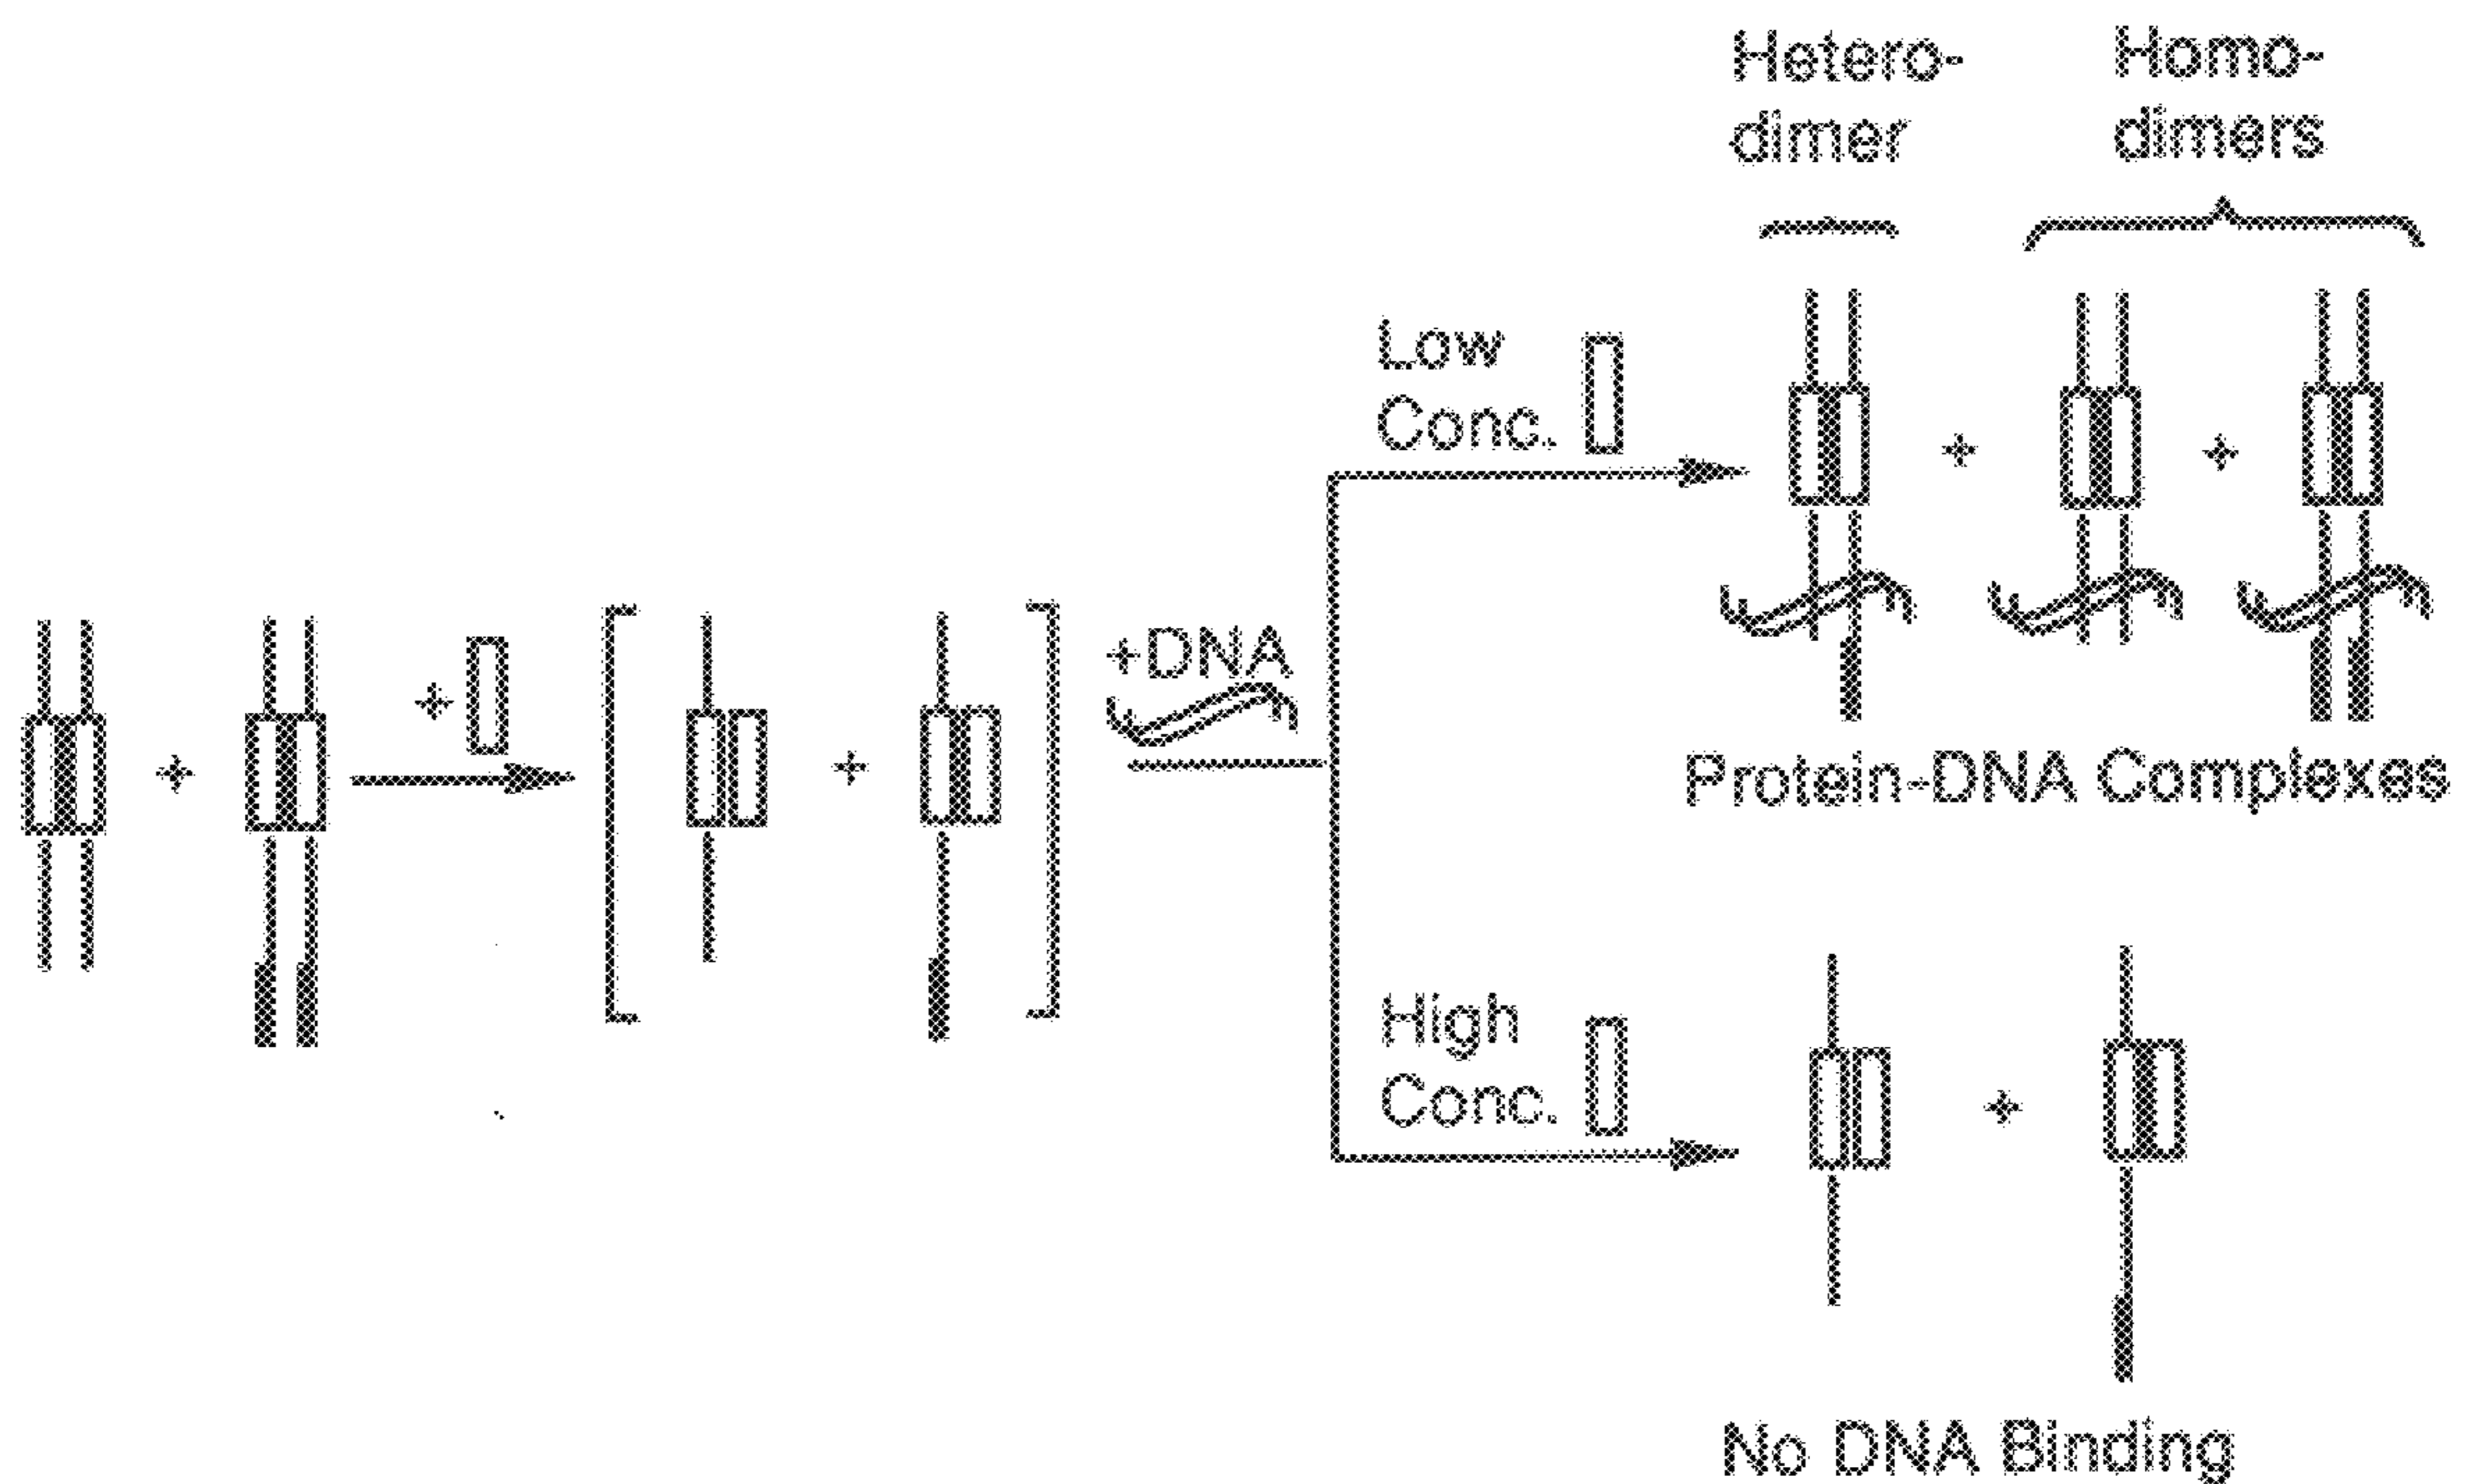 Hetero-
dimer
Homo-
dimers
Low
Conc.
+DNA
Protein-DNA Complexes
High
Conc.
No DNA Binding